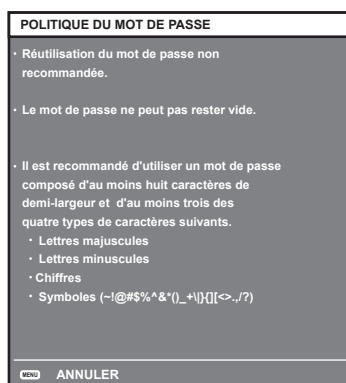 POLITIQUE DU MOT DE PASSE
· Réutilisation du mot de passe non
recommandée.
· Le mot de passe ne peut pas rester vide.
· Il est recommandé d'utiliser un mot de passe
composé d'au moins huit caractères de
demi-largeur et d'au moins trois des
quatre types de caractères suivants.
· Lettres majuscules
· Lettres minuscules
· Chiffres
· Symboles (~!@#$%^&*()_+\|}{][<>.,/?)
MENU ANNULER